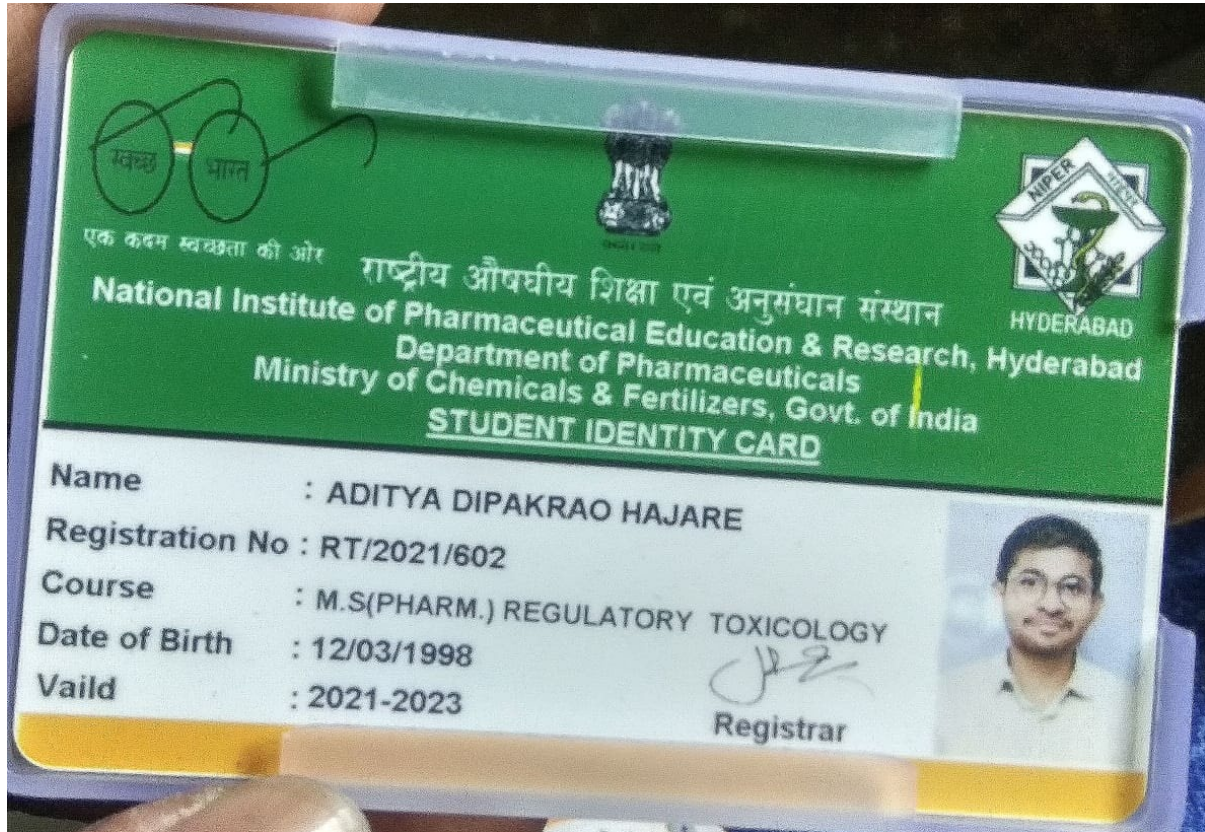 स्वच्छ भारत
एक कदम स्वच्छता की ओर
NIPER नाईपर
HYDERABAD
राष्ट्रीय औषधीय शिक्षा एवं अनुसंधान संस्थान
National Institute of Pharmaceutical Education & Research, Hyderabad
Department of Pharmaceuticals
Ministry of Chemicals & Fertilizers, Govt. of India
STUDENT IDENTITY CARD
Name : ADITYA DIPAKRAO HAJARE
Registration No : RT/2021/602
Course : M.S(PHARM.) REGULATORY TOXICOLOGY
Date of Birth : 12/03/1998
Vaild : 2021-2023
Registrar